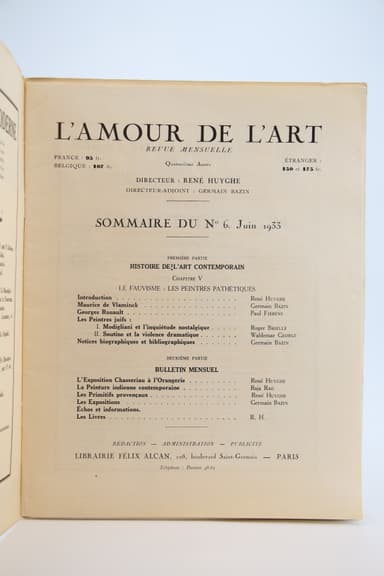 L'AMOUR DE L'ART
REVUE MENSUELLE
FRANCE : 95 fr.
Quatorzième Année
ÉTRANGER :
BELGIQUE : 107 fr.
150 et 175 fr.
DIRECTEUR : RENÉ HUYGHE
DIRECTEUR-ADJOINT : GERMAIN BAZIN
SOMMAIRE DU Nº 6. Juin 1933
PREMIÈRE PARTIE
HISTOIRE DE L'ART CONTEMPORAIN
CHAPITRE V
LE FAUVISME : LES PEINTRES PATHÉTIQUES
Introduction René HUYGHE
Maurice de Vlaminck Germain BAZIN
Georges Rouault Paul FIERENS
Les Peintres juifs :
I. Modigliani et l'inquiétude nostalgique Roger BRIELLE
II. Soutine et la violence dramatique Waldemar GEORGE
Notices biographiques et bibliographiques Germain BAZIN
DEUXIÈME PARTIE
BULLETIN MENSUEL
L'Exposition Chassériau à l'Orangerie René HUYGHE
La Peinture indienne contemporaine Raja RAO
Les Primitifs provençaux René HUYGHE
Les Expositions Germain BAZIN
Echos et informations.
Les Livres R. H.
RÉDACTION — ADMINISTRATION — PUBLICITÉ
LIBRAIRIE FÉLIX ALCAN, 108, boulevard Saint-Germain — PARIS
Téléphone : Danton